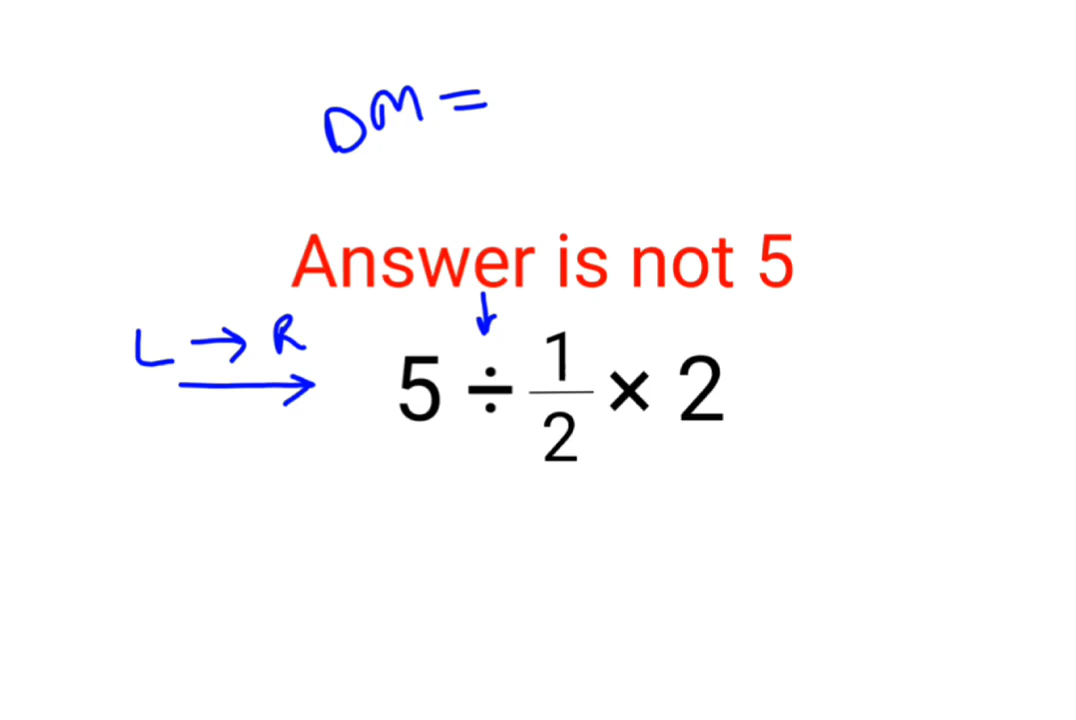 DM =
Answer is not 5
L → R
5 ÷ 1/2 × 2